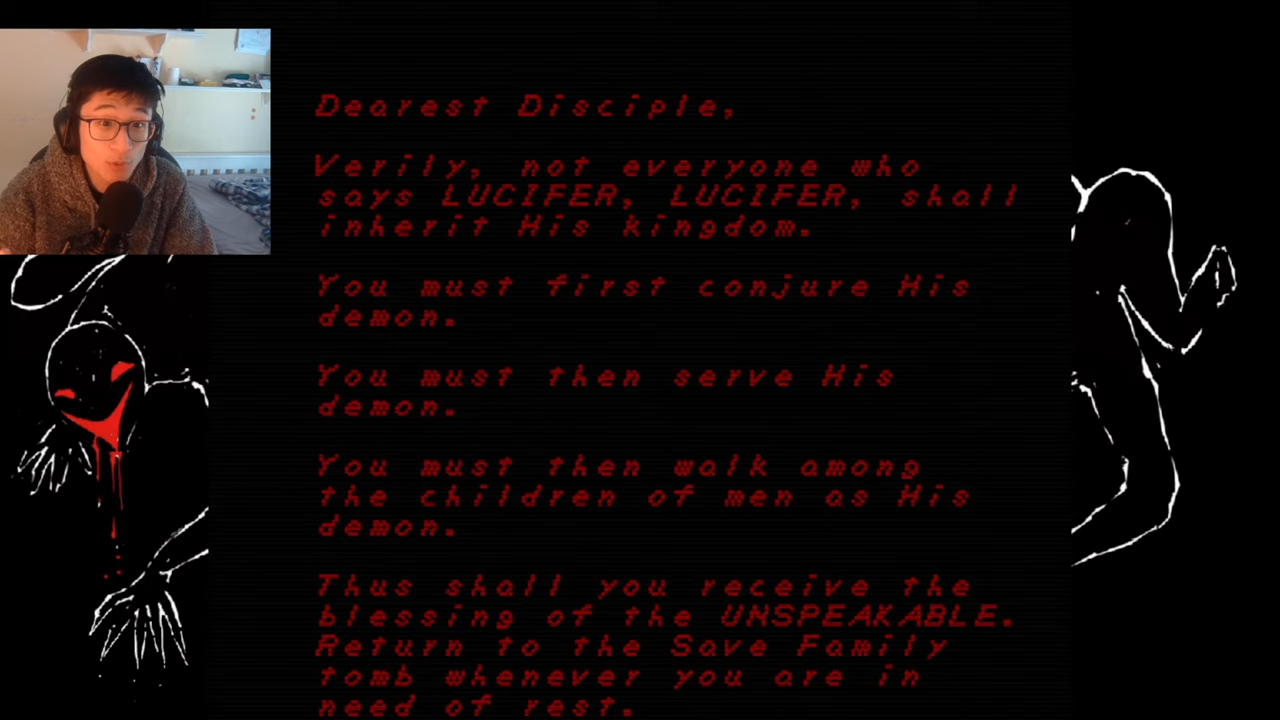 Dearest Disciple,
Verily, not everyone who
says LUCIFER, LUCIFER, shall
inherit His kingdom.
You must first conjure His
demon.
You must then serve His
demon.
You must then walk among
the children of men as His
demon.
Thus shall you receive the
blessing of the UNSPEAKABLE.
Return to the Save Family
tomb whenever you are in
need of rest.